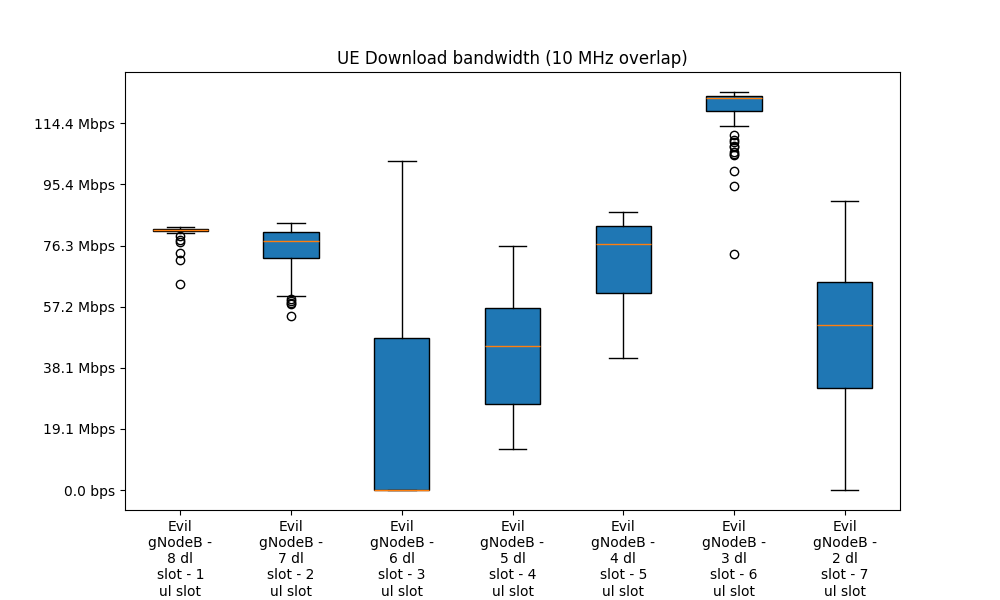 UE Download bandwidth (10 MHz overlap)
114.4 Mbps
95.4 Mbps
76.3 Mbps
57.2 Mbps
38.1 Mbps
19.1 Mbps
0.0 bps
Evil
gNodeB -
8 dl
slot - 1
ul slot
Evil
gNodeB -
7 dl
slot - 2
ul slot
Evil
gNodeB -
6 dl
slot - 3
ul slot
Evil
gNodeB -
5 dl
slot - 4
ul slot
Evil
gNodeB -
4 dl
slot - 5
ul slot
Evil
gNodeB -
3 dl
slot - 6
ul slot
Evil
gNodeB -
2 dl
slot - 7
ul slot